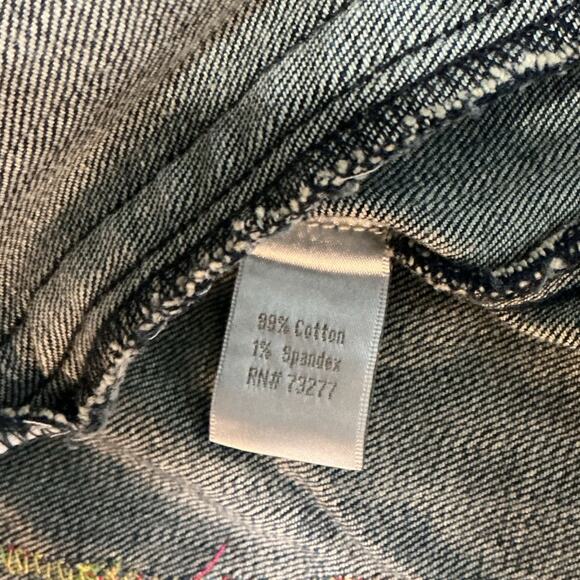 99% Cotton
1% Spandex
RN# 73277